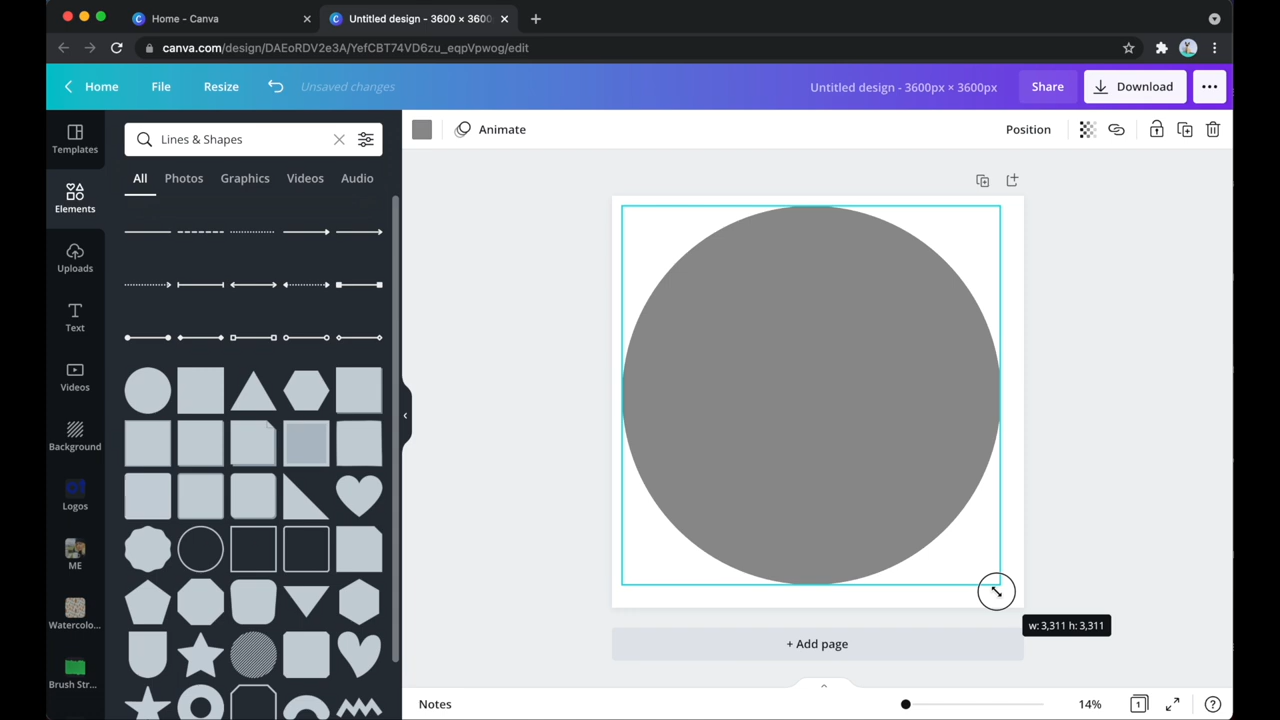 Home - Canva
Untitled design - 3600 × 3600
canva.com/design/DAEoRDV2e3A/YefCBT74VD6zu_eqpVpwog/edit
Home
File
Resize
Unsaved changes
Untitled design - 3600px × 3600px
Share
Download
Templates
Elements
Uploads
Text
Videos
Background
Logos
ME
Watercolo...
Brush Str...
Lines & Shapes
All
Photos
Graphics
Videos
Audio
Animate
Position
w: 3,311 h: 3,311
+ Add page
Notes
14%
1